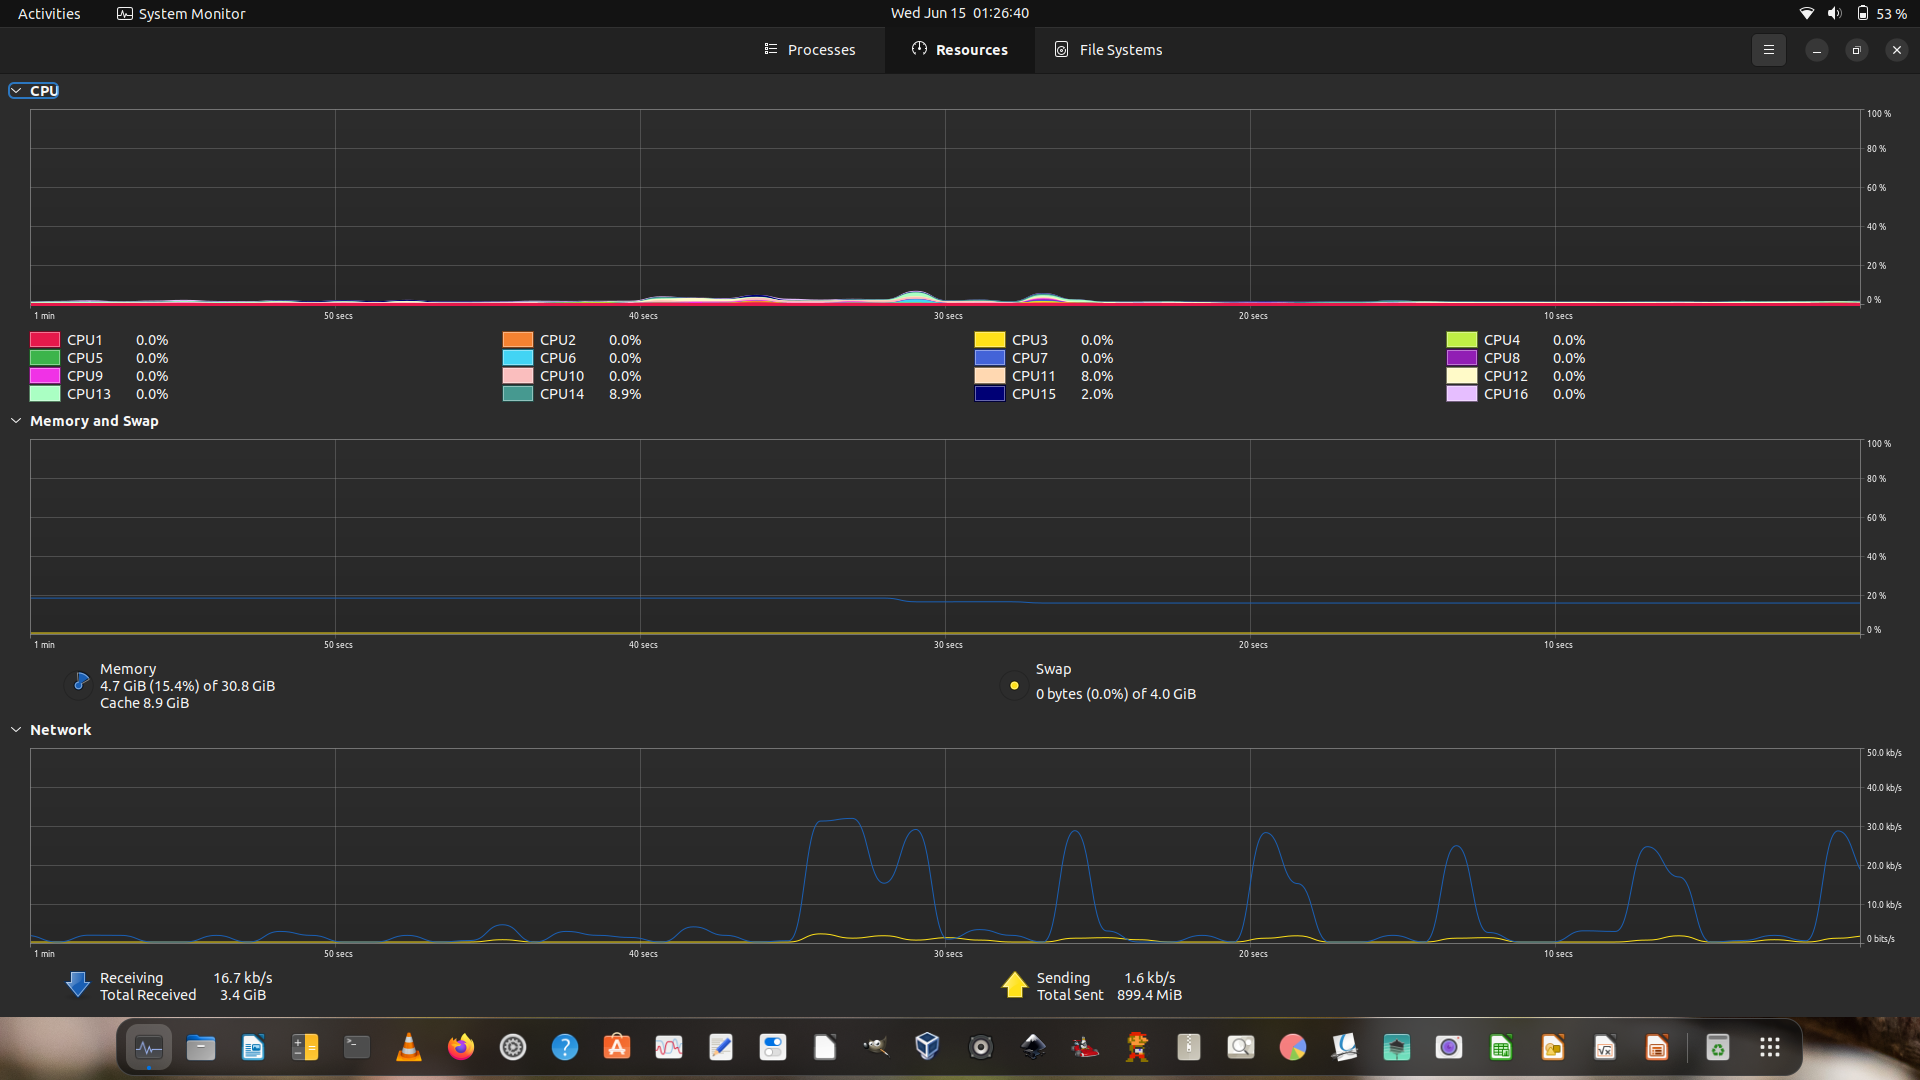 Activities System Monitor Wed Jun 15 01:26:40 53 %
Processes Resources File Systems
CPU
100 %
80 %
60 %
40 %
20 %
0 %
1 min 50 secs 40 secs 30 secs 20 secs 10 secs
CPU1 0.0% CPU2 0.0% CPU3 0.0% CPU4 0.0%
CPU5 0.0% CPU6 0.0% CPU7 0.0% CPU8 0.0%
CPU9 0.0% CPU10 0.0% CPU11 8.0% CPU12 0.0%
CPU13 0.0% CPU14 8.9% CPU15 2.0% CPU16 0.0%
Memory and Swap
100 %
80 %
60 %
40 %
20 %
0 %
1 min 50 secs 40 secs 30 secs 20 secs 10 secs
Memory
4.7 GiB (15.4%) of 30.8 GiB
Cache 8.9 GiB
Swap
0 bytes (0.0%) of 4.0 GiB
Network
50.0 kb/s
40.0 kb/s
30.0 kb/s
20.0 kb/s
10.0 kb/s
0 bits/s
1 min 50 secs 40 secs 30 secs 20 secs 10 secs
Receiving 16.7 kb/s
Total Received 3.4 GiB
Sending 1.6 kb/s
Total Sent 899.4 MiB